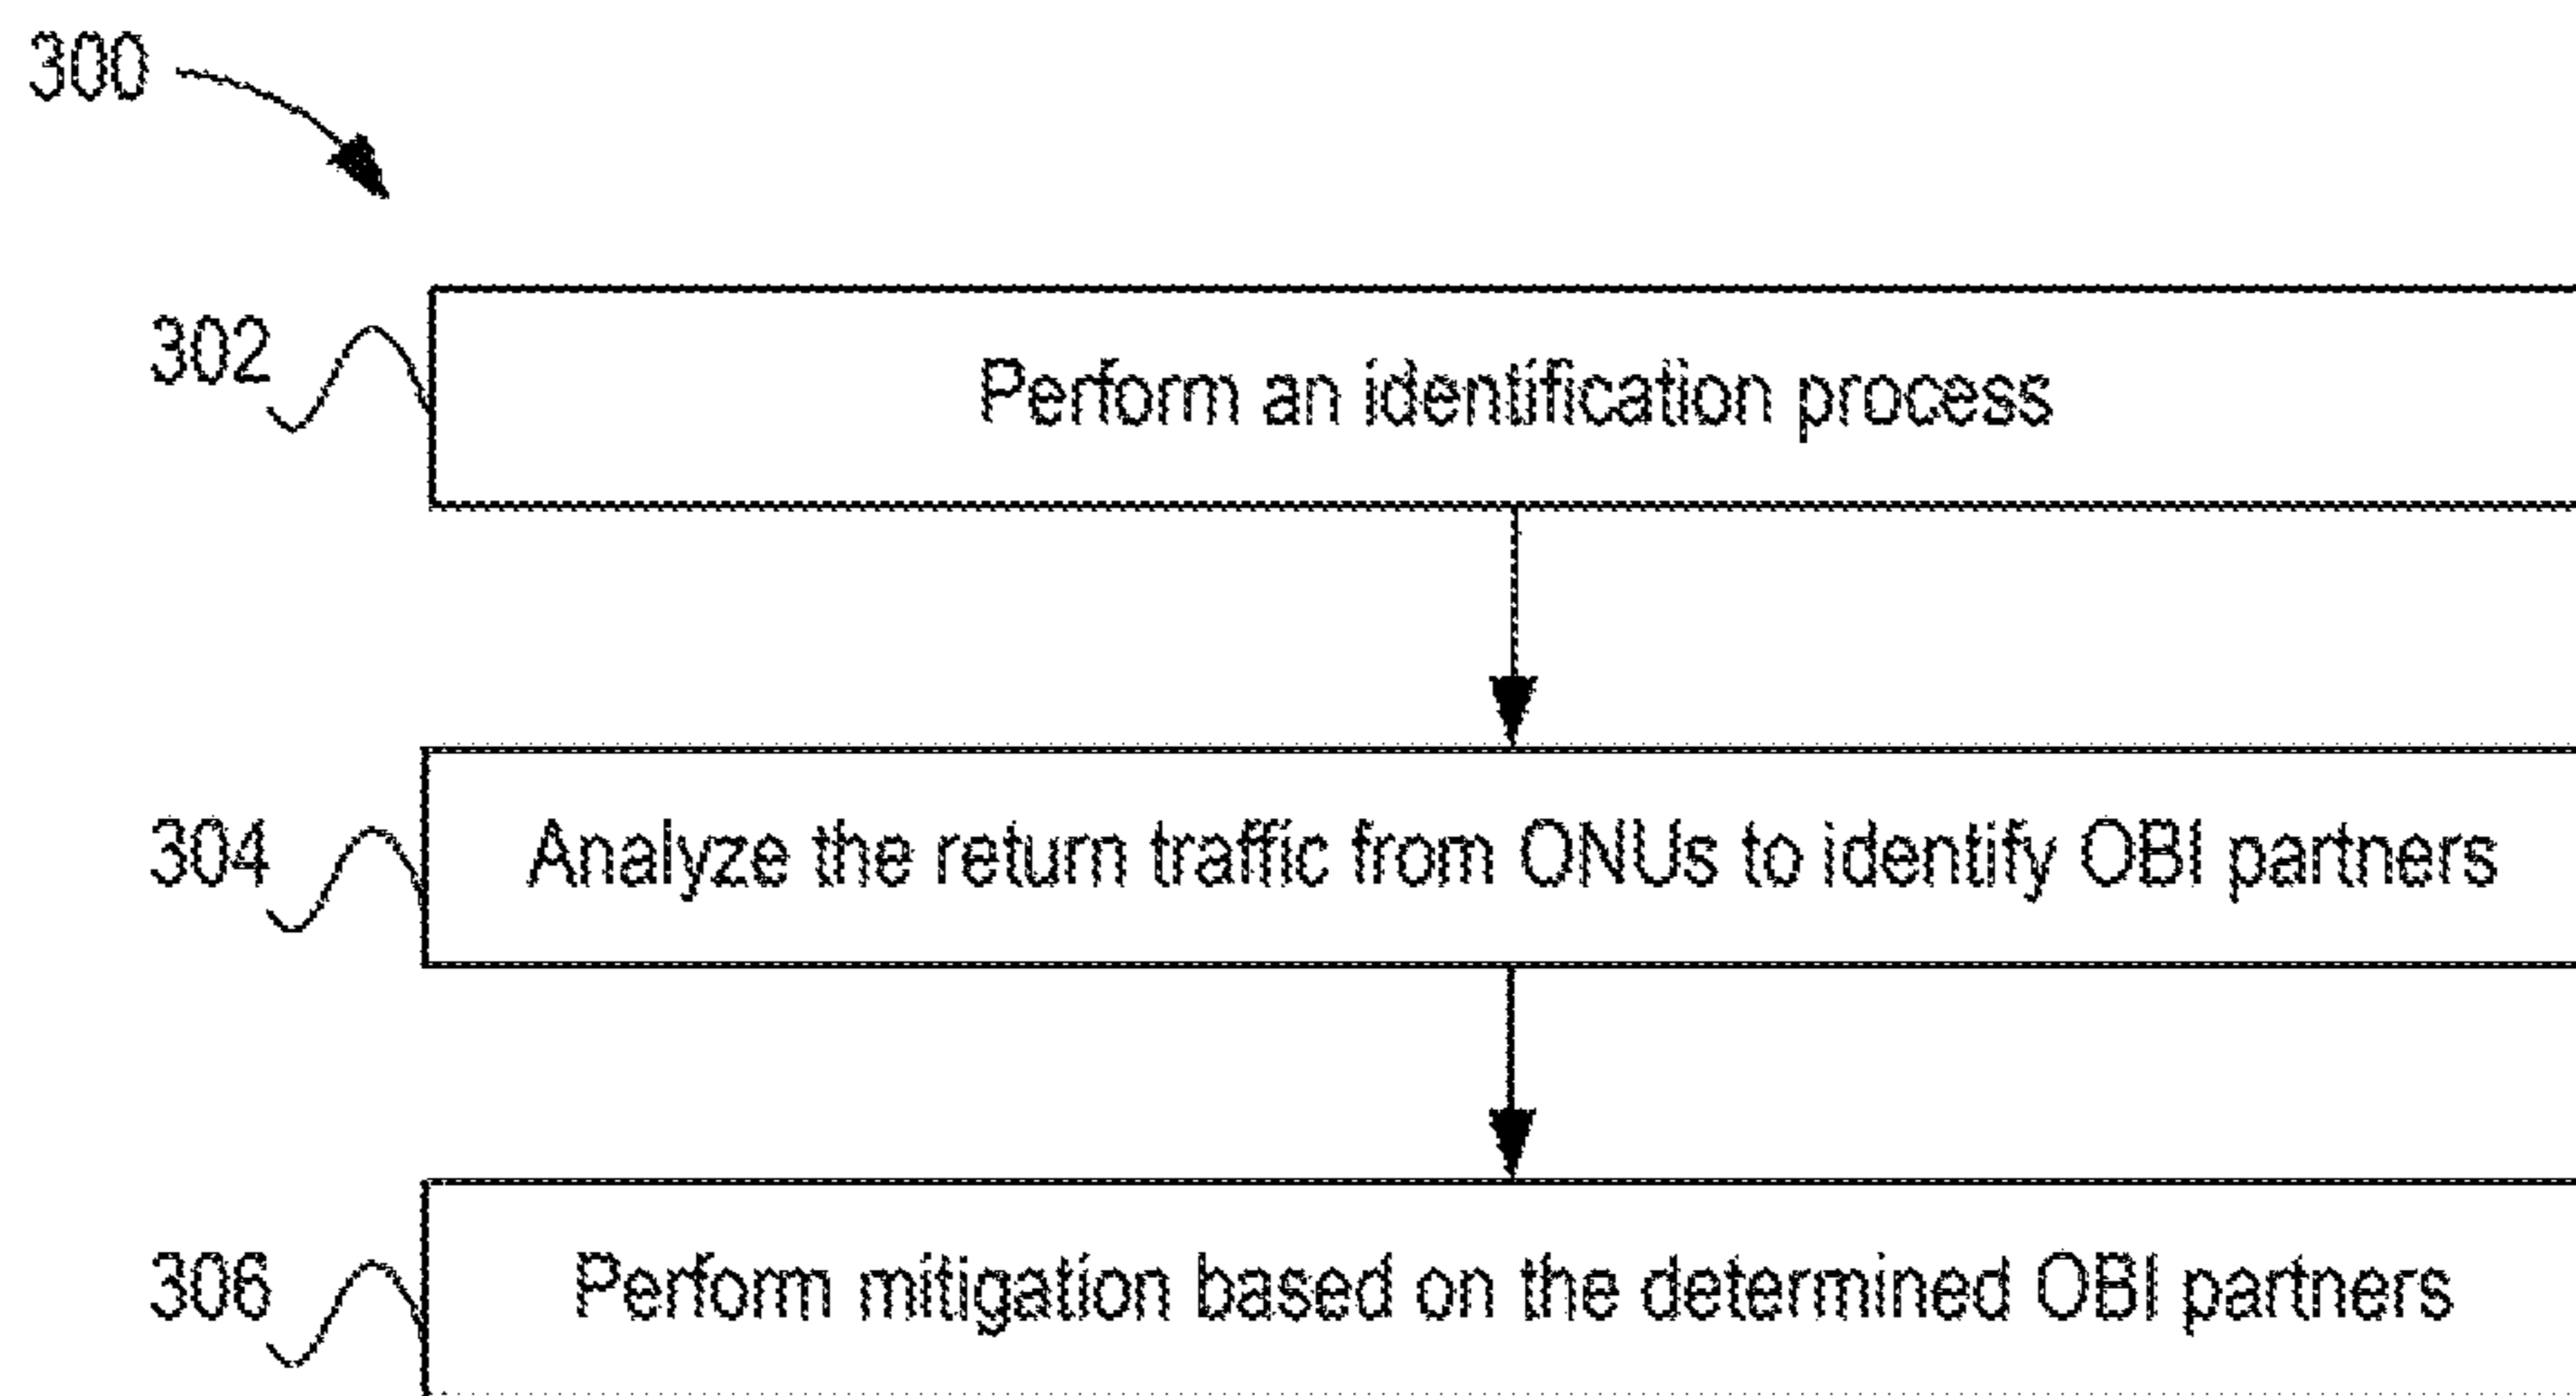 300
302
Perform an identification process
304
Analyze the return traffic from ONUs to identify OBI partners
306
Perform mitigation based on the determined OBI partners